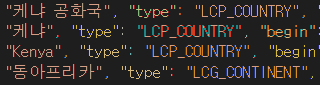 "케냐 공화국", "type": "LCP_COUNTRY",
"케냐", "type": "LCP_COUNTRY", "begin"
"Kenya", "type": "LCP_COUNTRY", "begin"
"동아프리카", "type": "LCG_CONTINENT",